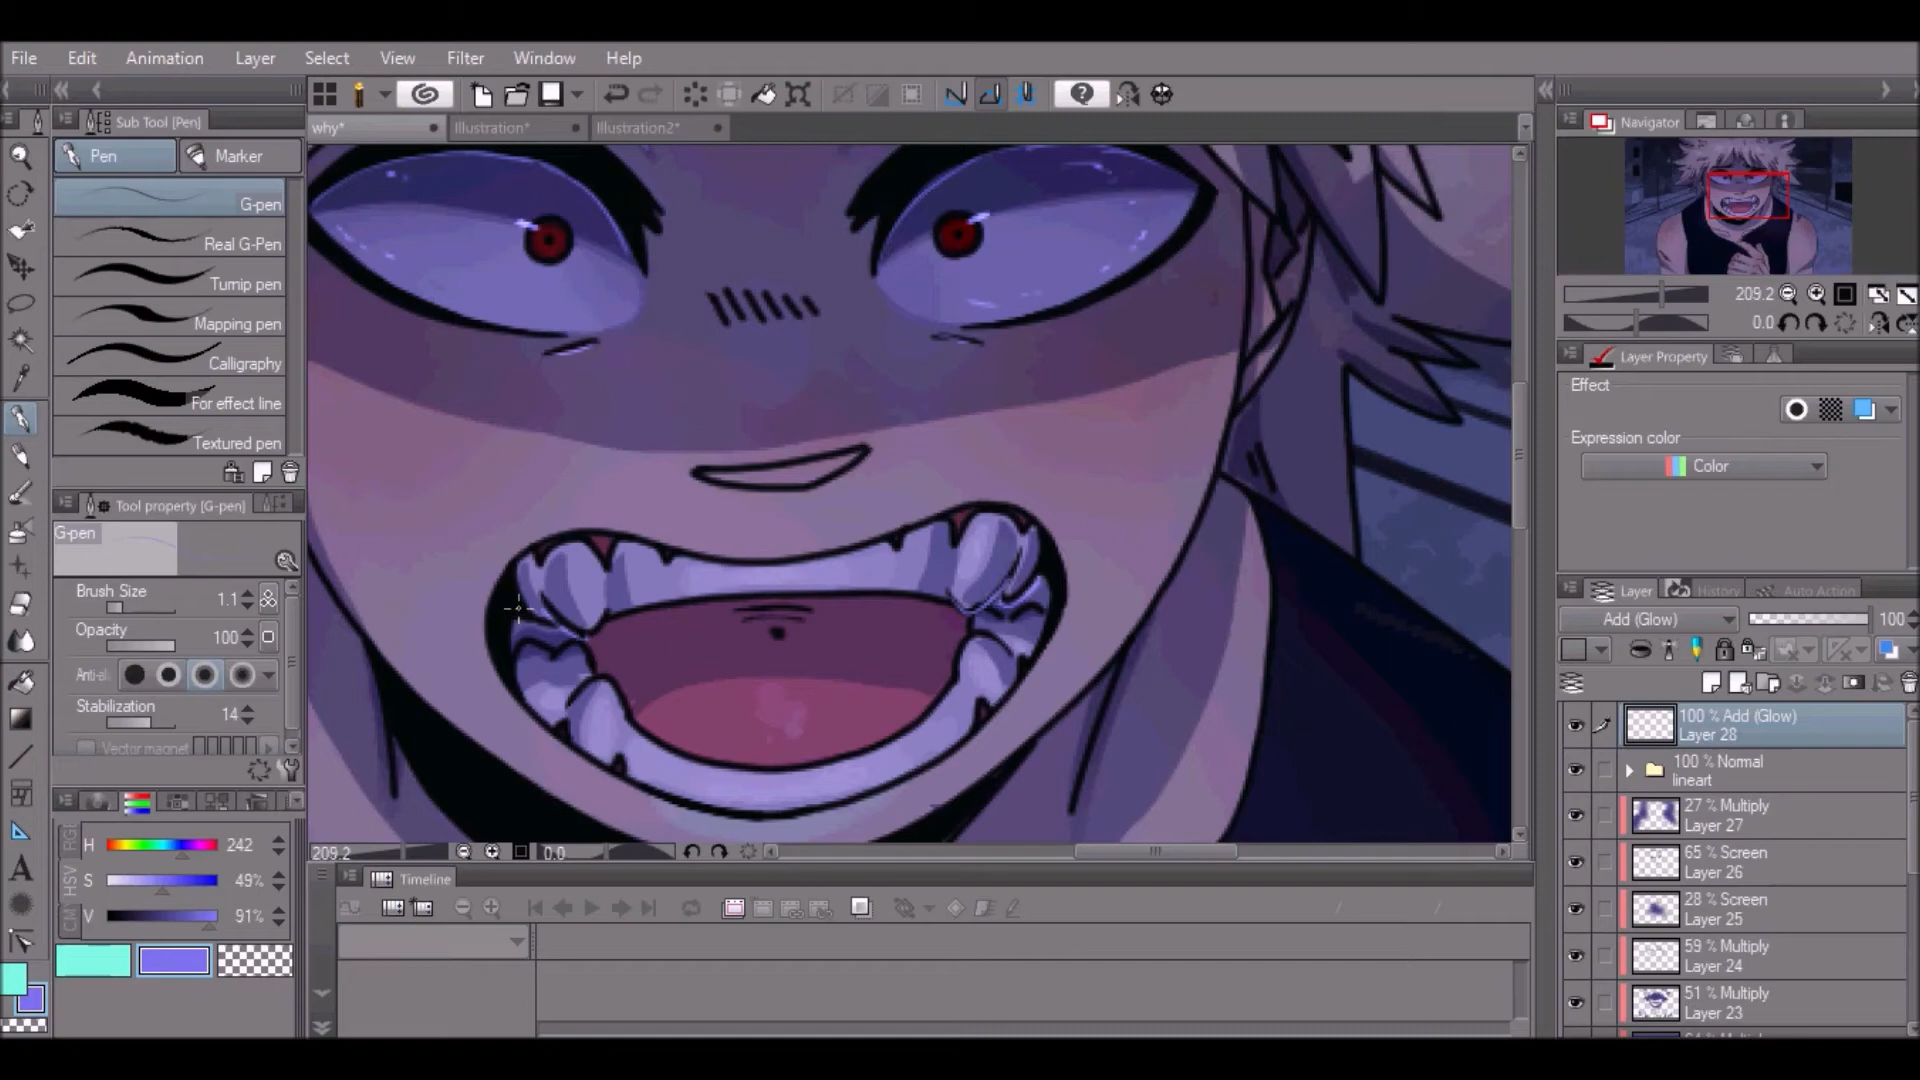 File Edit Animation Layer Select View Filter Window Help
Sub Tool [Pen]
Pen Marker
G-pen
Real G-Pen
Turnip pen
Mapping pen
Calligraphy
For effect line
Textured pen
Tool property [G-pen]
G-pen
Brush Size 1.1
Opacity 100
Anti-al
Stabilization 14
Vector magnet
RG
HSV
CM
H 242
S 49%
V 91%
why* Illustration* Illustration2*
209.2 0.0
Timeline
Navigator
209.2
0.0
Layer Property
Effect
Expression color
Color
Layer History Auto Action
Add (Glow) 100
100 % Add (Glow)
Layer 28
100 % Normal
lineart
27 % Multiply
Layer 27
65 % Screen
Layer 26
28 % Screen
Layer 25
59 % Multiply
Layer 24
51 % Multiply
Layer 23